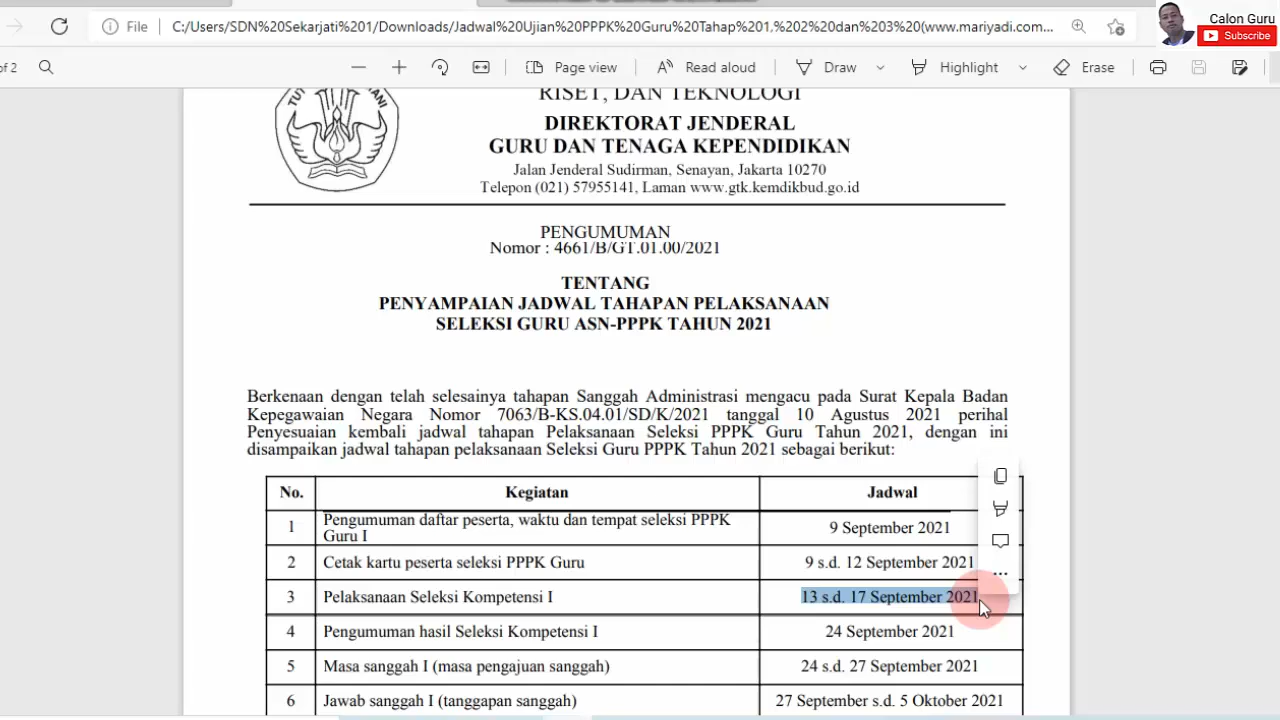 File
C:/Users/SDN%20Sekarjati%201/Downloads/Jadwal%20Ujian%20PPPK%20Guru%20Tahap%201,%202%20dan%203%20(www.mariyadi.com...
Calon Guru
Subscribe
of 2
Page view
Read aloud
Draw
Highlight
Erase
RISET, DAN TEKNOLOGI
DIREKTORAT JENDERAL
GURU DAN TENAGA KEPENDIDIKAN
Jalan Jenderal Sudirman, Senayan, Jakarta 10270
Telepon (021) 57955141, Laman www.gtk.kemdikbud.go.id
PENGUMUMAN
Nomor : 4661/B/GT.01.00/2021
TENTANG
PENYAMPAIAN JADWAL TAHAPAN PELAKSANAAN
SELEKSI GURU ASN-PPPK TAHUN 2021
Berkenaan dengan telah selesainya tahapan Sanggah Administrasi mengacu pada Surat Kepala Badan
Kepegawaian Negara Nomor 7063/B-KS.04.01/SD/K/2021 tanggal 10 Agustus 2021 perihal
Penyesuaian kembali jadwal tahapan Pelaksanaan Seleksi PPPK Guru Tahun 2021, dengan ini
disampaikan jadwal tahapan pelaksanaan Seleksi Guru PPPK Tahun 2021 sebagai berikut:
No. Kegiatan Jadwal
1 Pengumuman daftar peserta, waktu dan tempat seleksi PPPK
Guru I 9 September 2021
2 Cetak kartu peserta seleksi PPPK Guru 9 s.d. 12 September 2021
3 Pelaksanaan Seleksi Kompetensi I 13 s.d. 17 September 2021
4 Pengumuman hasil Seleksi Kompetensi I 24 September 2021
5 Masa sanggah I (masa pengajuan sanggah) 24 s.d. 27 September 2021
6 Jawab sanggah I (tanggapan sanggah) 27 September s.d. 5 Oktober 2021